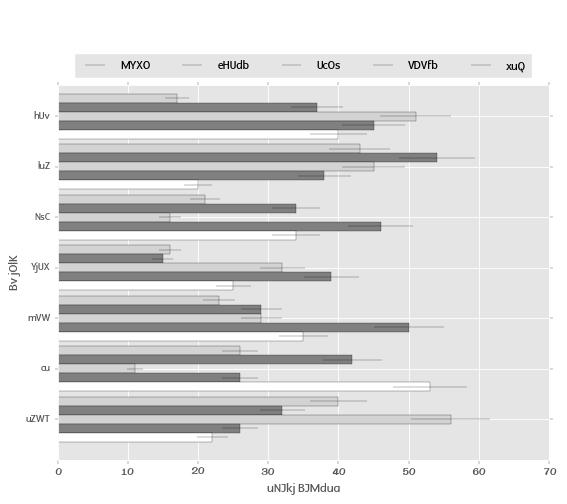 MYXO eHUdb UcOs VDVfb xuQ
hUv
luZ
NsC
YjUX
mVW
cu
uZWT
Bv jOlK
0 10 20 30 40 50 60 70
uNJkj BJMdua